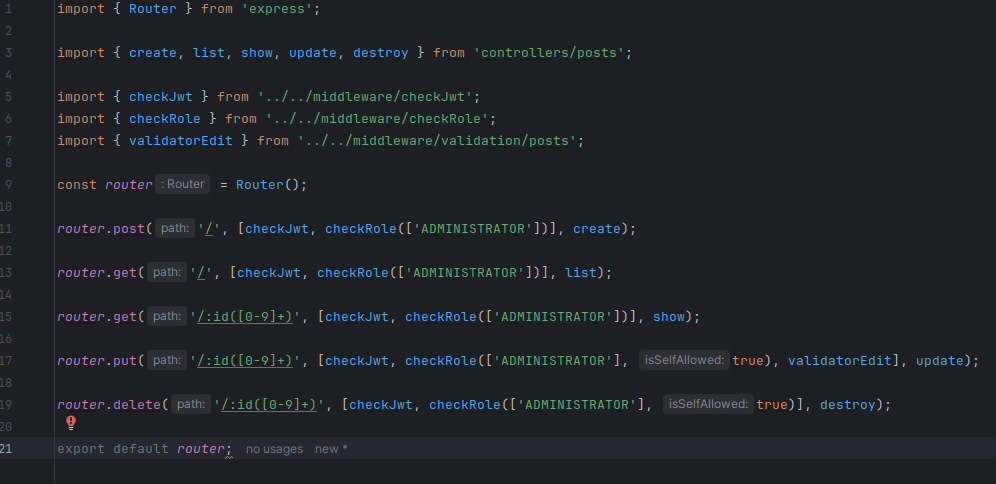 1 import { Router } from 'express';
2
3 import { create, list, show, update, destroy } from 'controllers/posts';
4
5 import { checkJwt } from '../../middleware/checkJwt';
6 import { checkRole } from '../../middleware/checkRole';
7 import { validatorEdit } from '../../middleware/validation/posts';
8
9 const router : Router = Router();
10
11 router.post( path: '/', [checkJwt, checkRole(['ADMINISTRATOR'])], create);
12
13 router.get( path: '/', [checkJwt, checkRole(['ADMINISTRATOR'])], list);
14
15 router.get( path: '/:id([0-9]+)', [checkJwt, checkRole(['ADMINISTRATOR'])], show);
16
17 router.put( path: '/:id([0-9]+)', [checkJwt, checkRole(['ADMINISTRATOR'], isSelfAllowed: true), validatorEdit], update);
18
19 router.delete( path: '/:id([0-9]+)', [checkJwt, checkRole(['ADMINISTRATOR'], isSelfAllowed: true)], destroy);
20
21 export default router; no usages new *